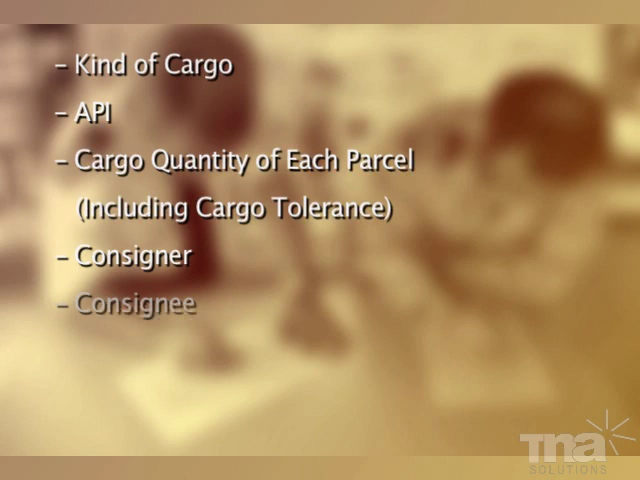 - Kind of Cargo
- API
- Cargo Quantity of Each Parcel
(Including Cargo Tolerance)
- Consigner
- Consignee
tna
SOLUTIONS